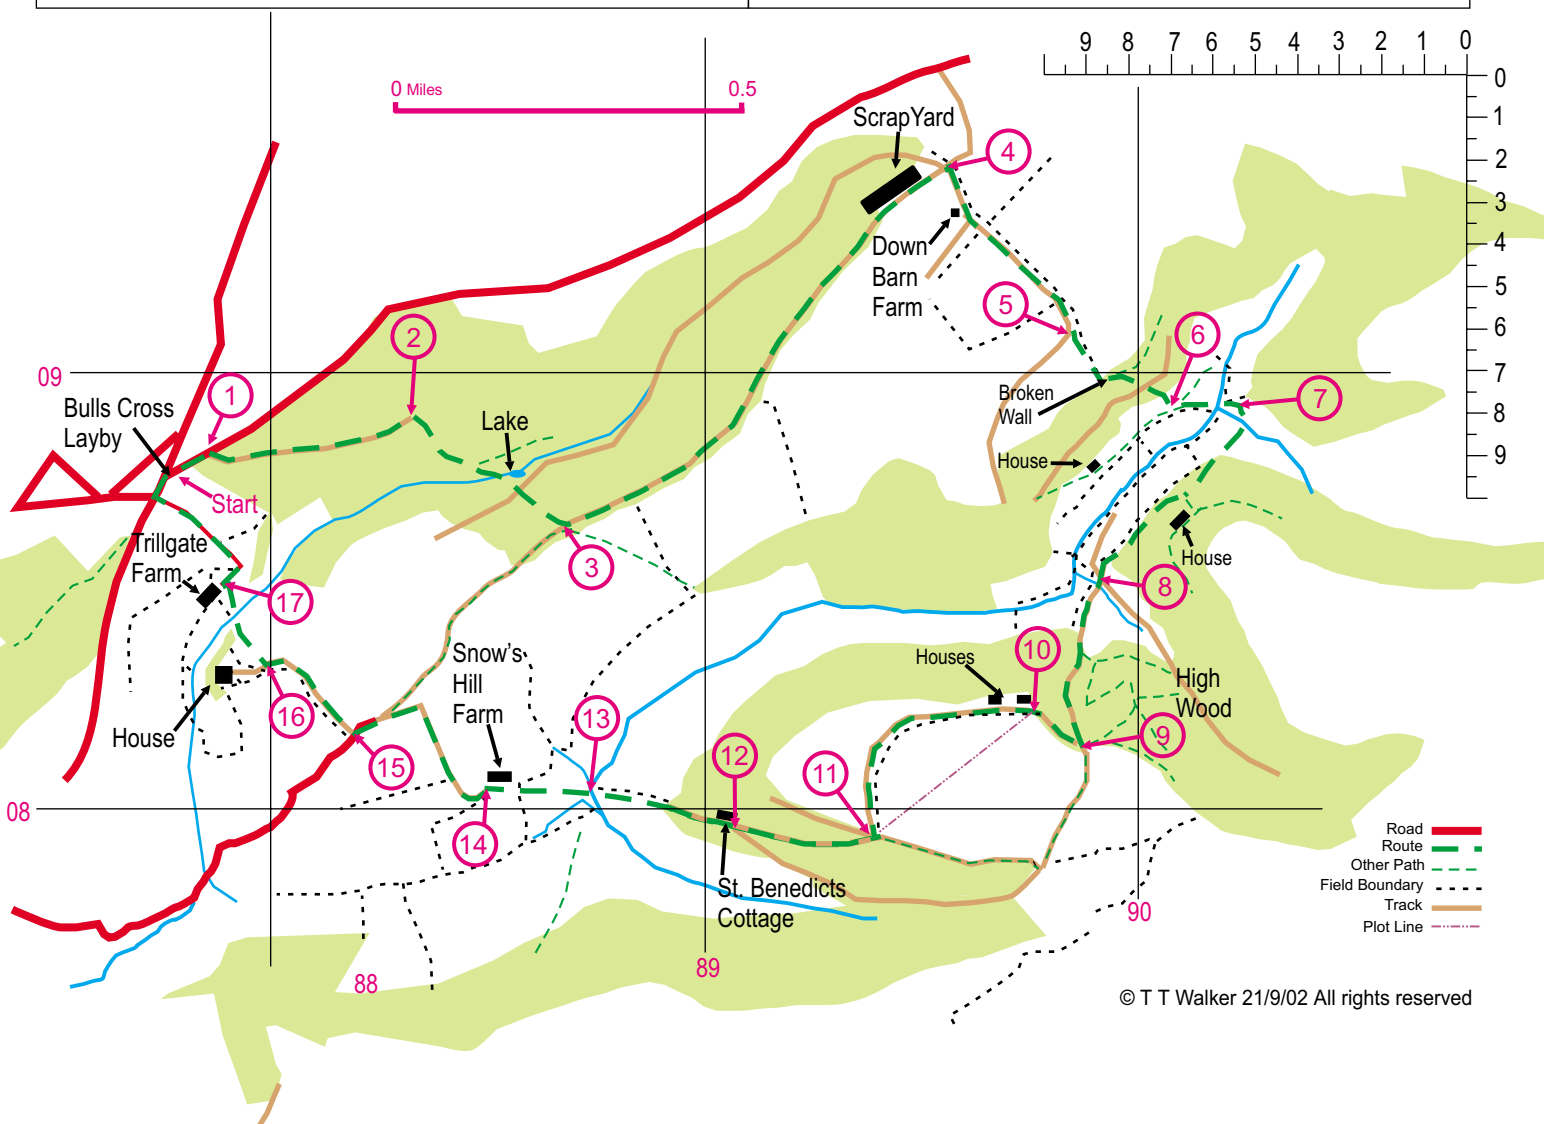 9 8 7 6 5 4 3 2 1 0
0
1
2
3
4
5
6
7
8
9
0 Miles 0.5
ScrapYard
4
Down
Barn
Farm
5
6
2
09
1
Bulls Cross
Layby
Broken
Wall
7
Lake
House
Start
Trillgate
Farm
3
House
17
8
Snow's
Hill
Farm
Houses
10
High
Wood
16
House
13
9
15
12
11
08
14
St. Benedicts
Cottage
Road
Route
Other Path
Field Boundary
Track
Plot Line
90
89
88
© T T Walker 21/9/02 All rights reserved